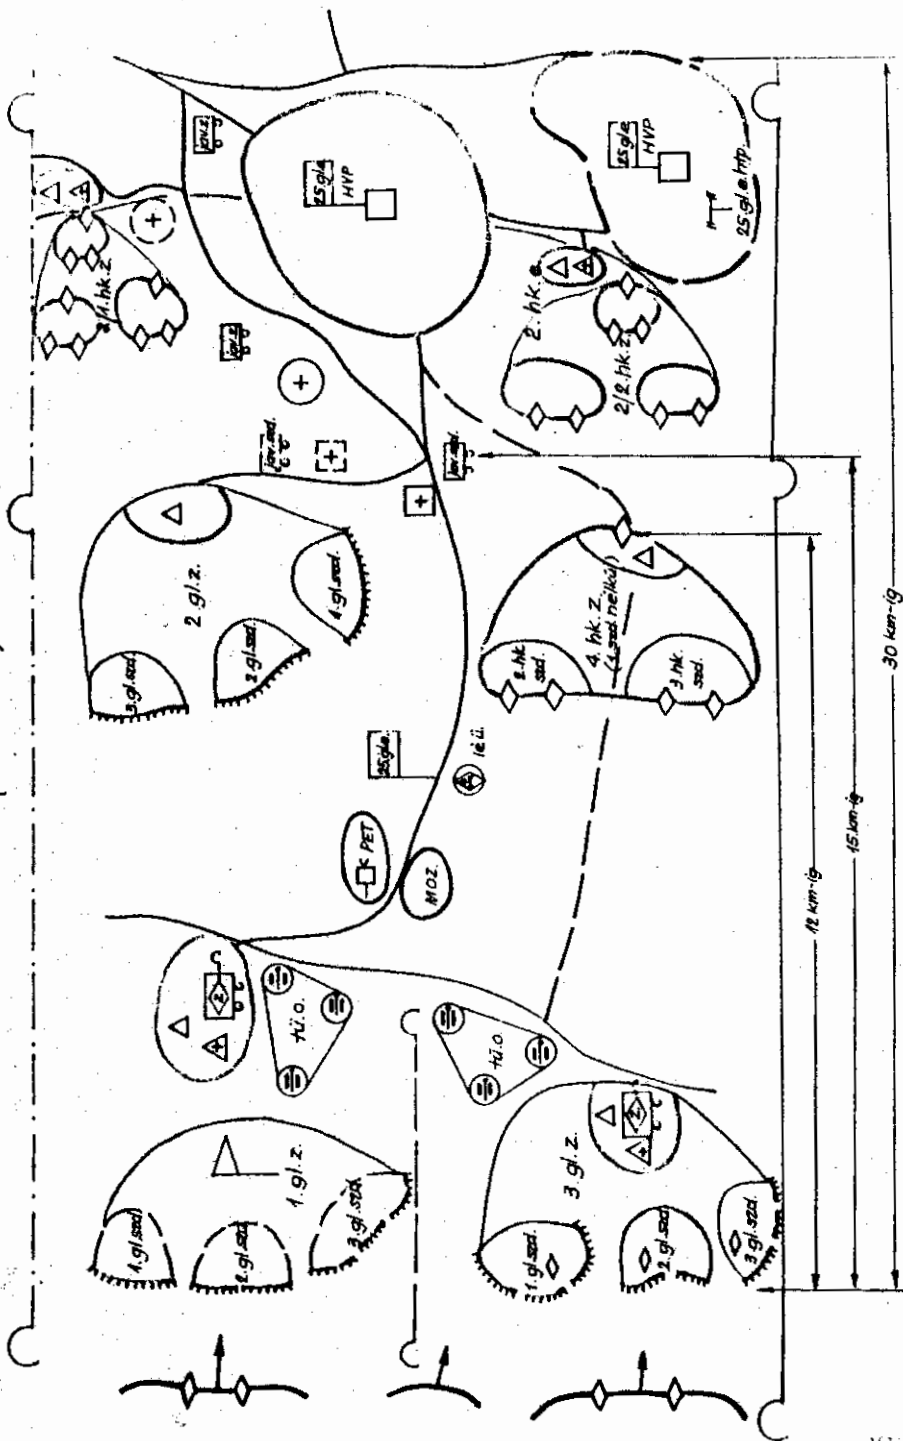 2/1. hk. z.
jav. z.
25. gl. e.
HVP
25. gl. e.
HVP
25. gl. e. htp.
jav. z.
2. hk. e.
2/2. hk. z.
jav. szd.
jav. szd.
2. gl. z.
3. gl. szd.
2. gl. szd.
1. gl. szd.
4. hk. z.
(1. szd. nélkül)
2. hk.
szd.
3. hk.
szd.
25. gl. e.
PET
MOZ.
tü. o.
tü. o.
1. gl. z.
1. gl. szd.
2. gl. szd.
3. gl. szd.
3. gl. z.
1. gl. szd.
2. gl. szd.
3. gl. szd.
12 km-ig
15 km-ig
30 km-ig